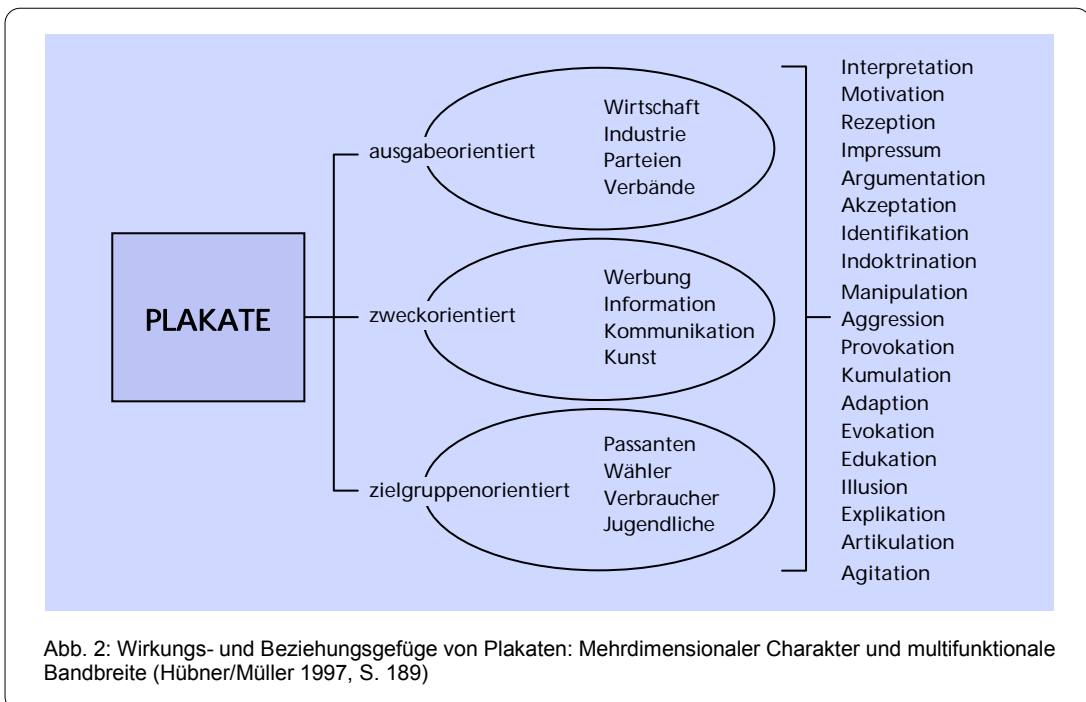 PLAKATE
ausgabeorientiert
Wirtschaft
Industrie
Parteien
Verbände
zweckorientiert
Werbung
Information
Kommunikation
Kunst
zielgruppenorientiert
Passanten
Wähler
Verbraucher
Jugendliche
Interpretation
Motivation
Rezeption
Impressum
Argumentation
Akzeptation
Identifikation
Indoktrination
Manipulation
Aggression
Provokation
Kumulation
Adaption
Evokation
Edukation
Illusion
Explikation
Artikulation
Agitation
Abb. 2: Wirkungs- und Beziehungsgefüge von Plakaten: Mehrdimensionaler Charakter und multifunktionale
Bandbreite (Hübner/Müller 1997, S. 189)